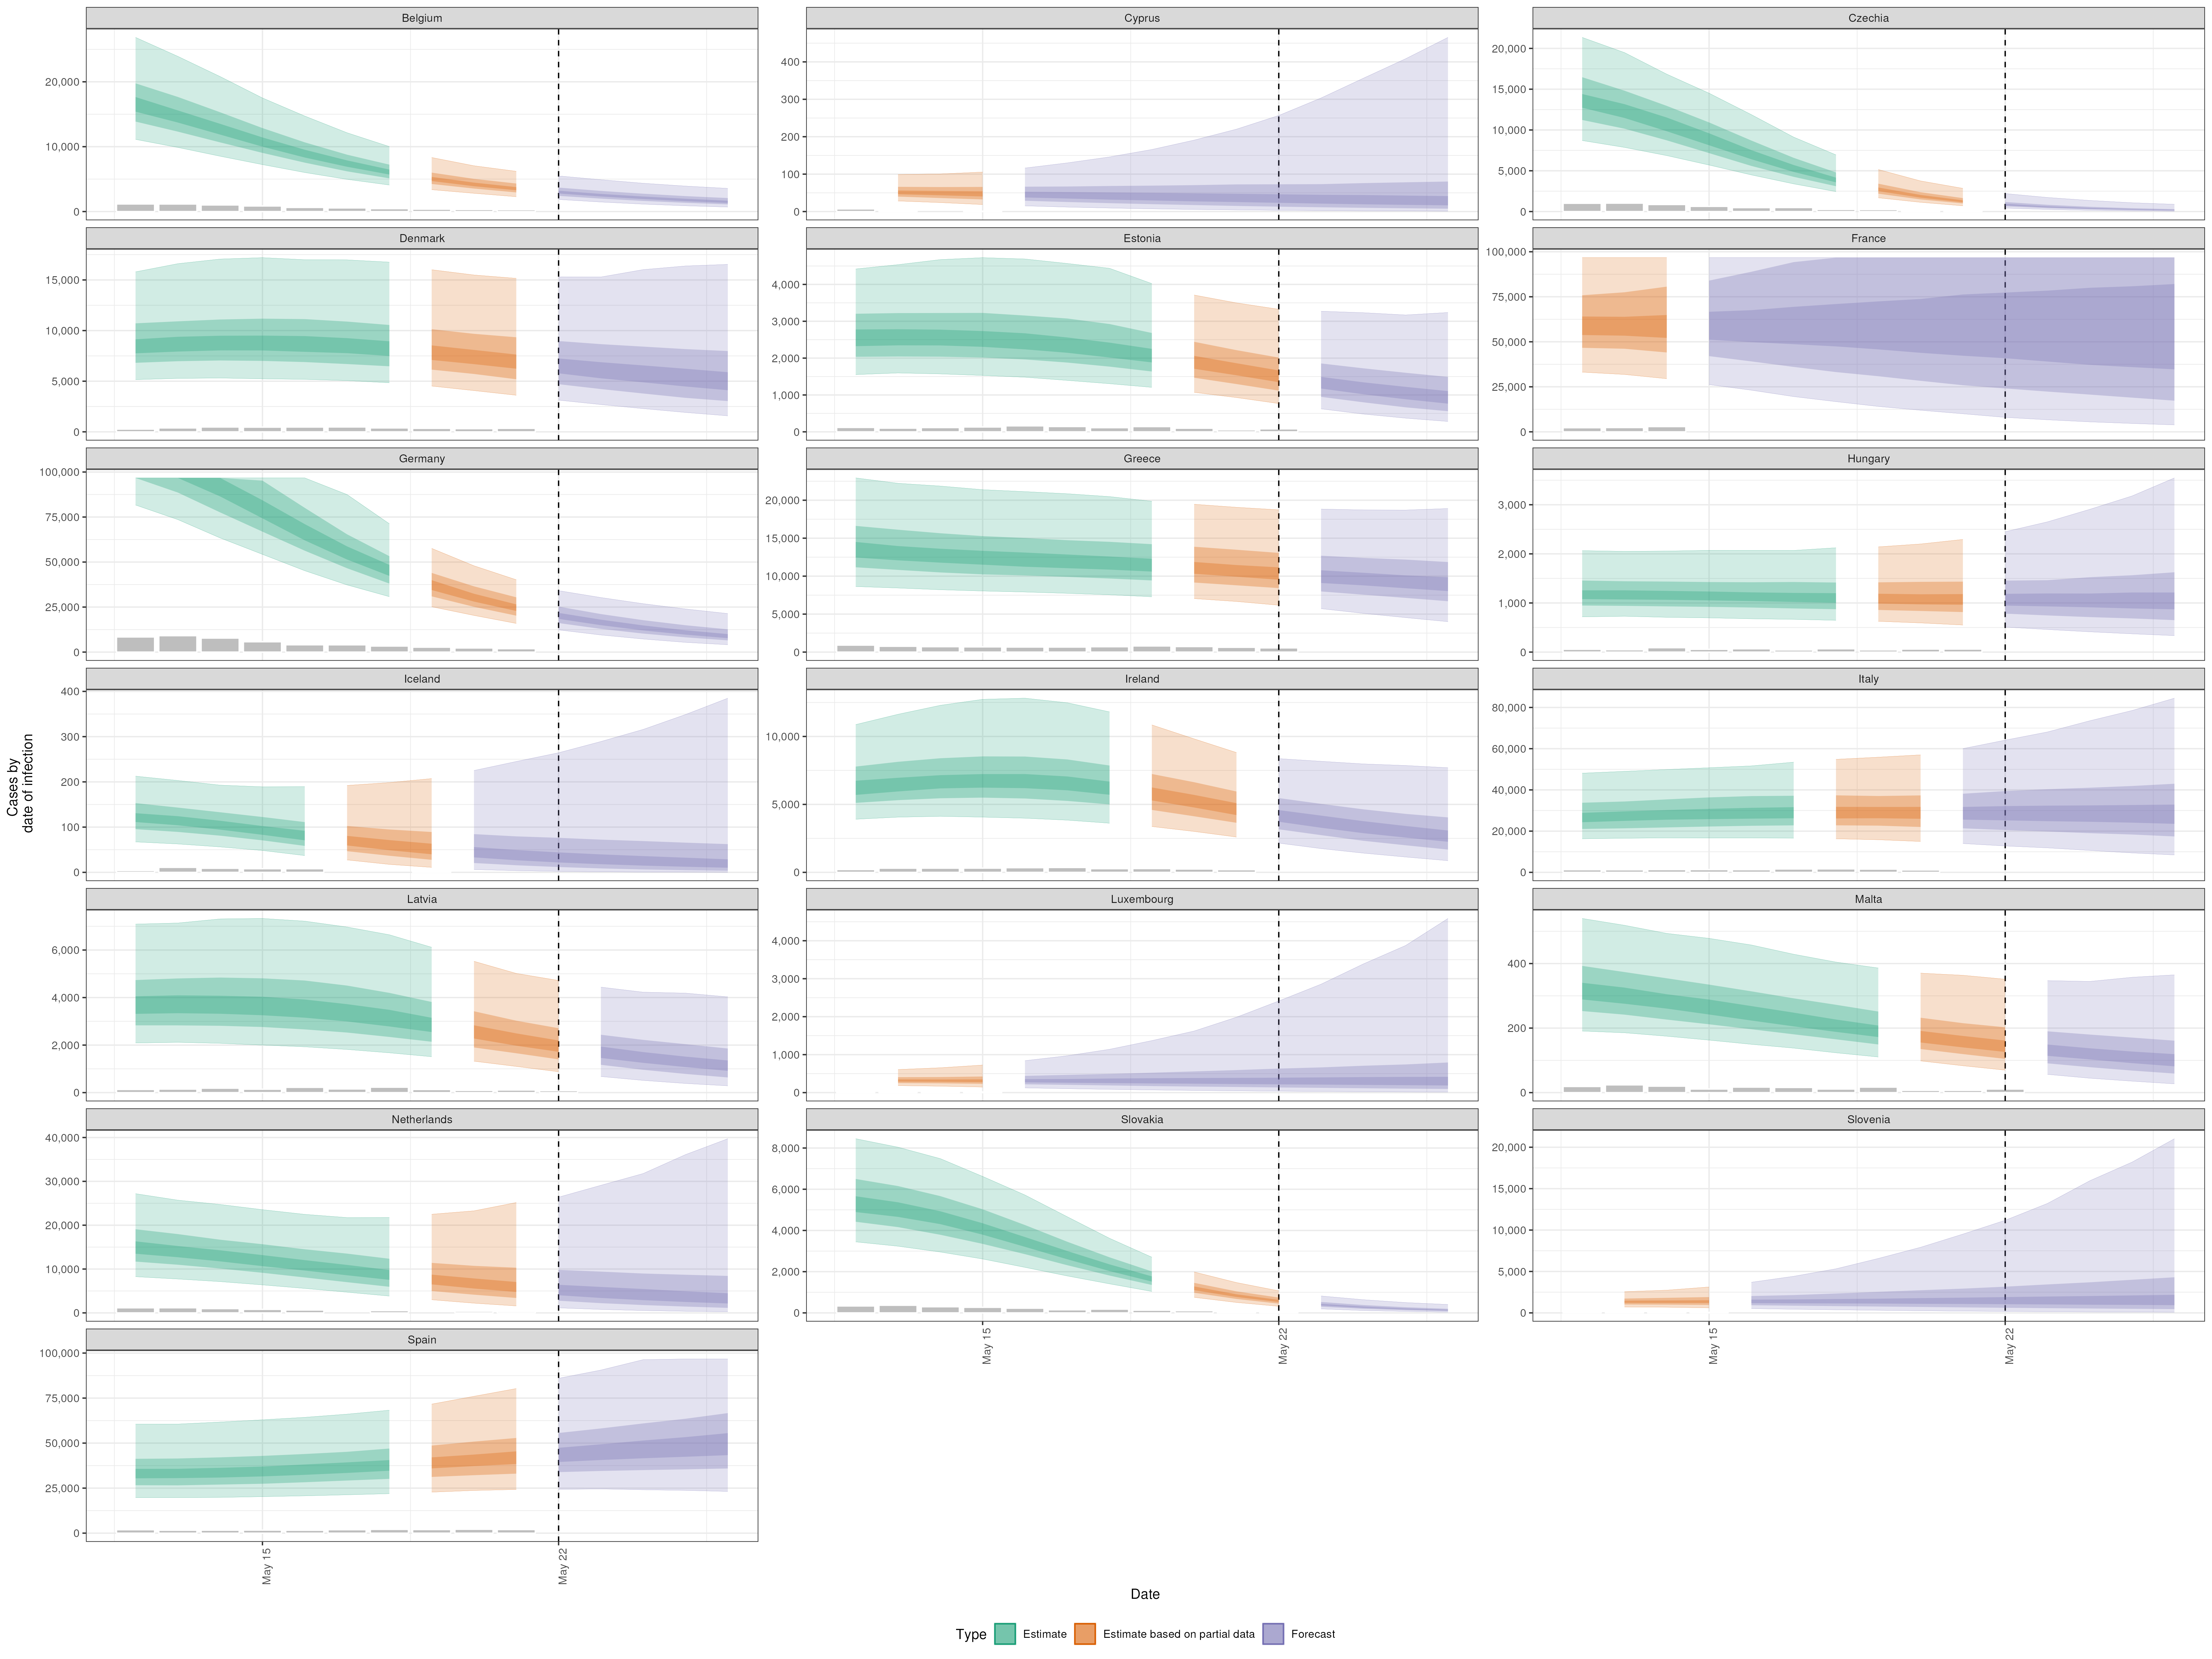 Belgium
Cyprus
Czechia
20,000
10,000
0
400
300
200
100
0
20,000
15,000
10,000
5,000
0
Denmark
Estonia
France
15,000
10,000
5,000
0
4,000
3,000
2,000
1,000
0
100,000
75,000
50,000
25,000
0
Germany
Greece
Hungary
100,000
75,000
50,000
25,000
0
20,000
15,000
10,000
5,000
0
3,000
2,000
1,000
0
Cases by
date of infection
Iceland
Ireland
Italy
400
300
200
100
0
10,000
5,000
0
80,000
60,000
40,000
20,000
0
Latvia
Luxembourg
Malta
6,000
4,000
2,000
0
4,000
3,000
2,000
1,000
0
400
200
0
Netherlands
Slovakia
Slovenia
40,000
30,000
20,000
10,000
0
8,000
6,000
4,000
2,000
0
20,000
15,000
10,000
5,000
0
May 15
May 22
May 15
May 22
Spain
100,000
75,000
50,000
25,000
0
May 15
May 22
Date
Type Estimate Estimate based on partial data Forecast